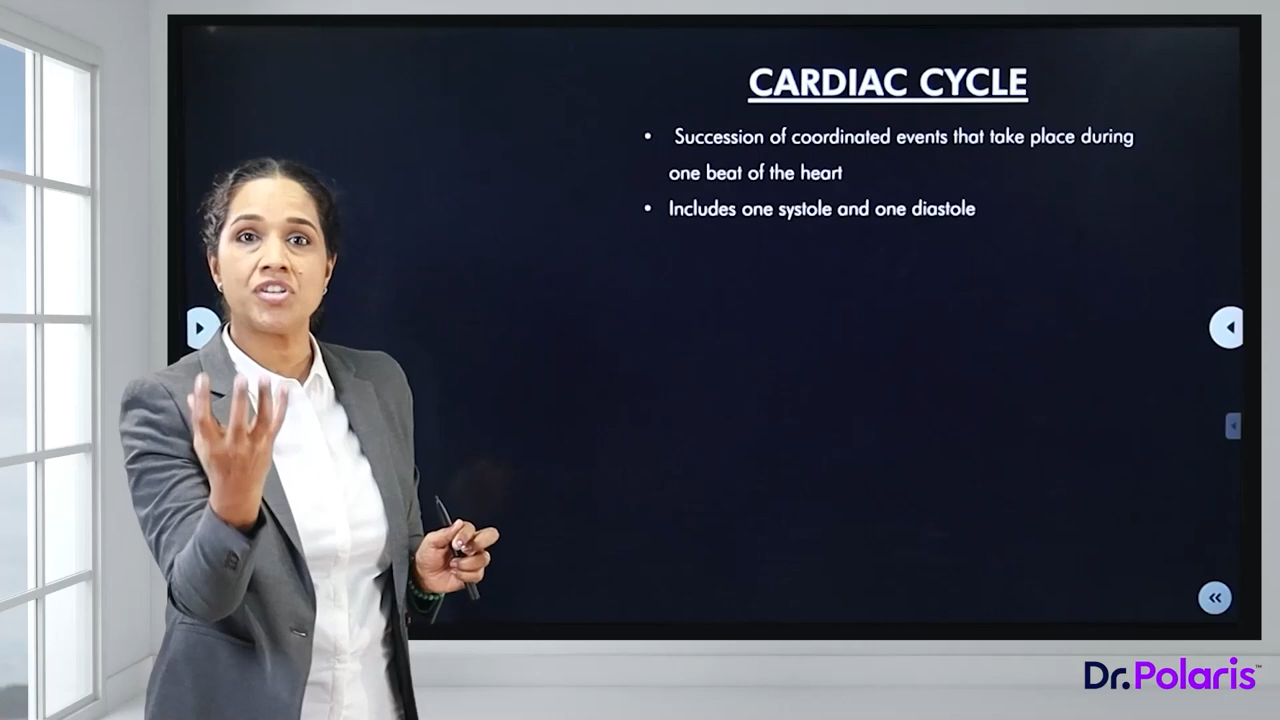 CARDIAC CYCLE
• Succession of coordinated events that take place during
one beat of the heart
• Includes one systole and one diastole
Dr.Polaris™